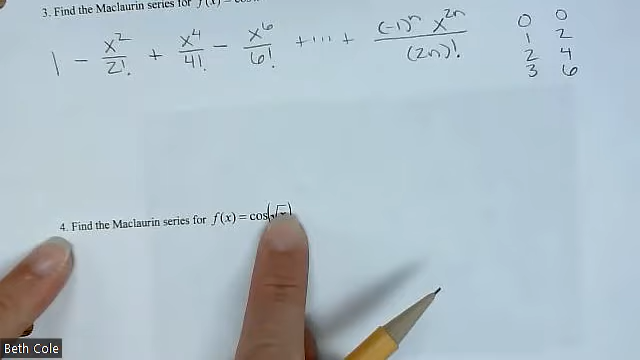 3. Find the Maclaurin series for f(x) = cos
1 - x²/2! + x⁴/4! - x⁶/6! + ... + (-1)ⁿ x²ⁿ/(2n)!
0 0
1 2
2 4
3 6
4. Find the Maclaurin series for f(x) = cos(√x)
Beth Cole